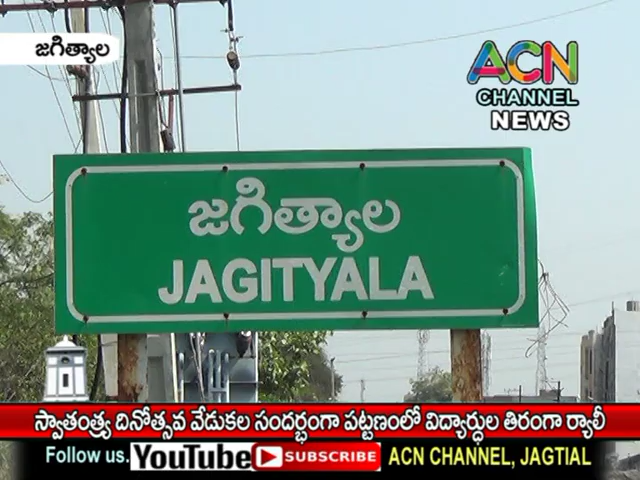 జగిత్యాల
ACN
CHANNEL
NEWS
జగిత్యాల
JAGITYALA
స్వాతంత్ర్య దినోత్సవ వేడుకల సందర్భంగా పట్టణంలో విద్యార్థుల తిరంగా ర్యాలీ
Follow us. YouTube SUBSCRIBE ACN CHANNEL, JAGTIAL